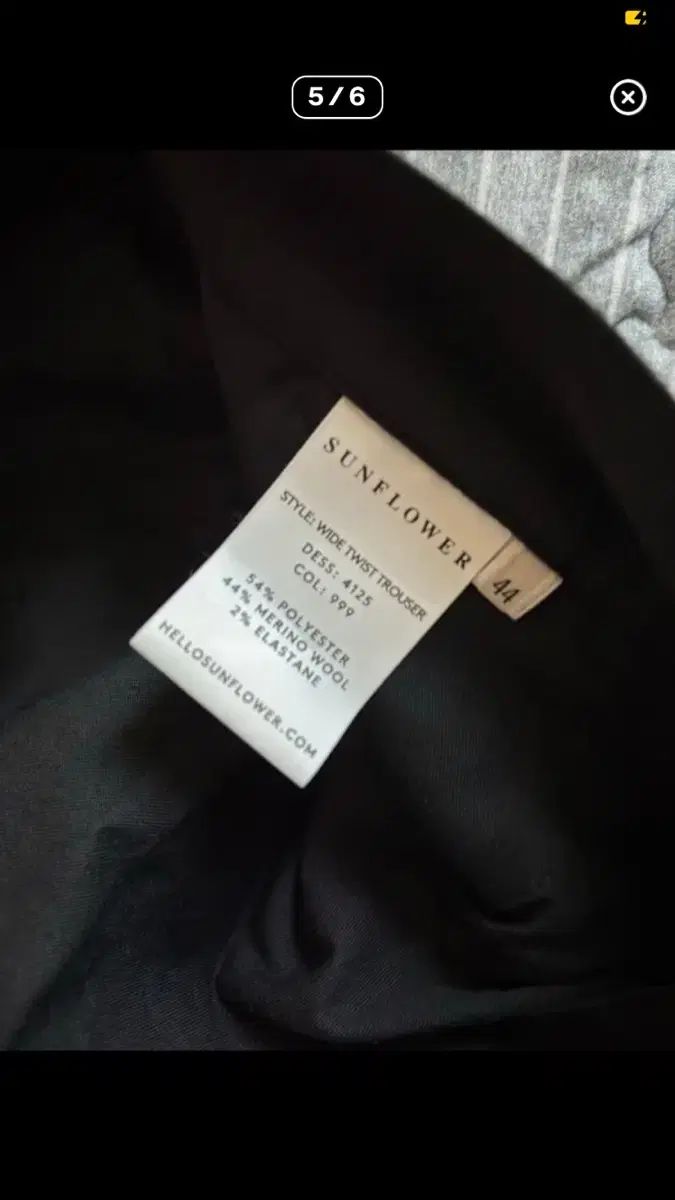 5/6
SUNFLOWER
STYLE: WIDE TWIST TROUSER
DESS: 4125
COL: 999
54% POLYESTER
44% MERINO WOOL
2% ELASTANE
HELLOSUNFLOWER.COM
44